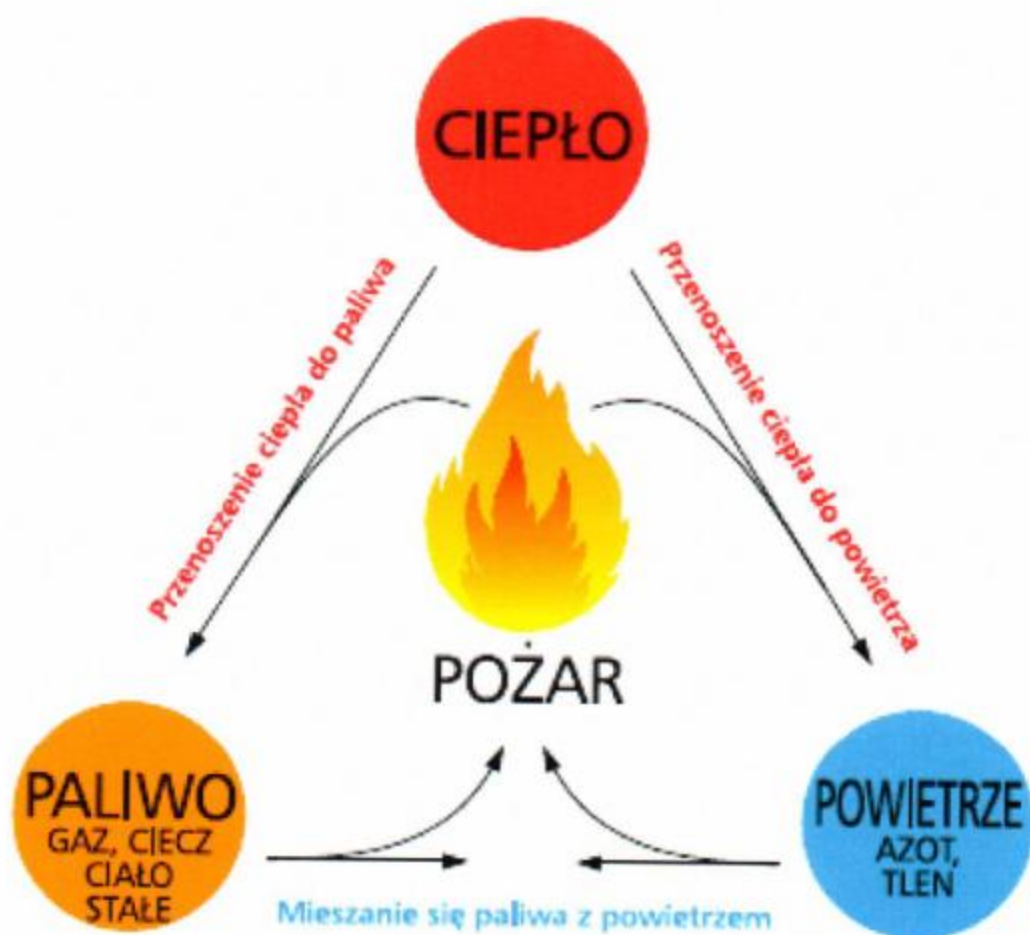 CIEPŁO
Przenoszenie ciepła do paliwa
Przenoszenie ciepła do powietrza
POŻAR
PALIWO
GAZ, CIECZ
CIAŁO
STAŁE
POWIETRZE
AZOT,
TLEN
Mieszanie się paliwa z powietrzem